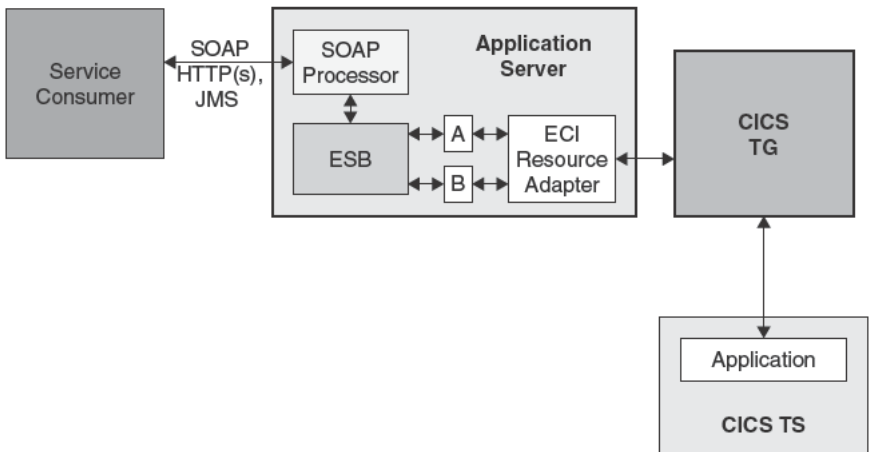 Service
Consumer
SOAP
HTTP(s),
JMS
SOAP
Processor
Application
Server
ESB
A
B
ECI
Resource
Adapter
CICS
TG
Application
CICS TS